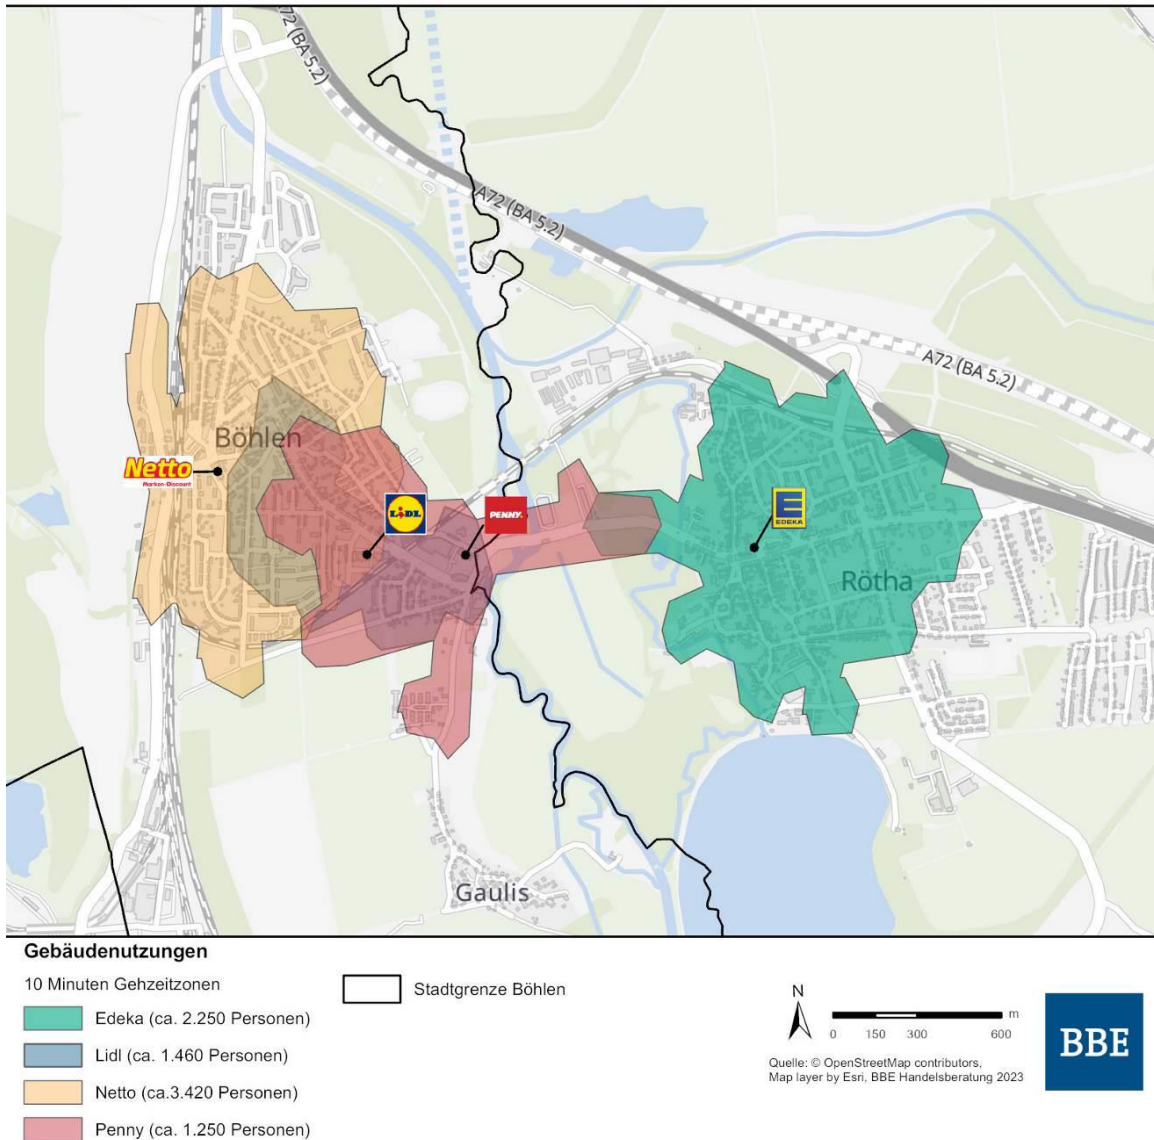 A72 (BA 5.2)
A72 (BA 5.2)
A72 (BA 5.2)
Böhlen
Netto
Marken-Discount
LIDL
PENNY.
E
EDEKA
Rötha
Gaulis
Gebäudenutzungen
10 Minuten Gehzeitzonen
Edeka (ca. 2.250 Personen)
Lidl (ca. 1.460 Personen)
Netto (ca.3.420 Personen)
Penny (ca. 1.250 Personen)
Stadtgrenze Böhlen
N
m
0 150 300 600
Quelle: © OpenStreetMap contributors,
Map layer by Esri, BBE Handelsberatung 2023
BBE